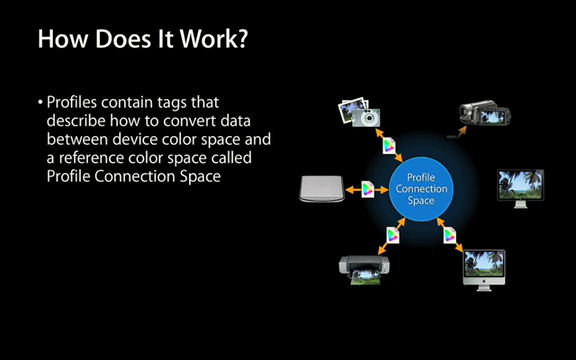 How Does It Work?
• Profiles contain tags that
describe how to convert data
between device color space and
a reference color space called
Profile Connection Space
Profile
Connection
Space